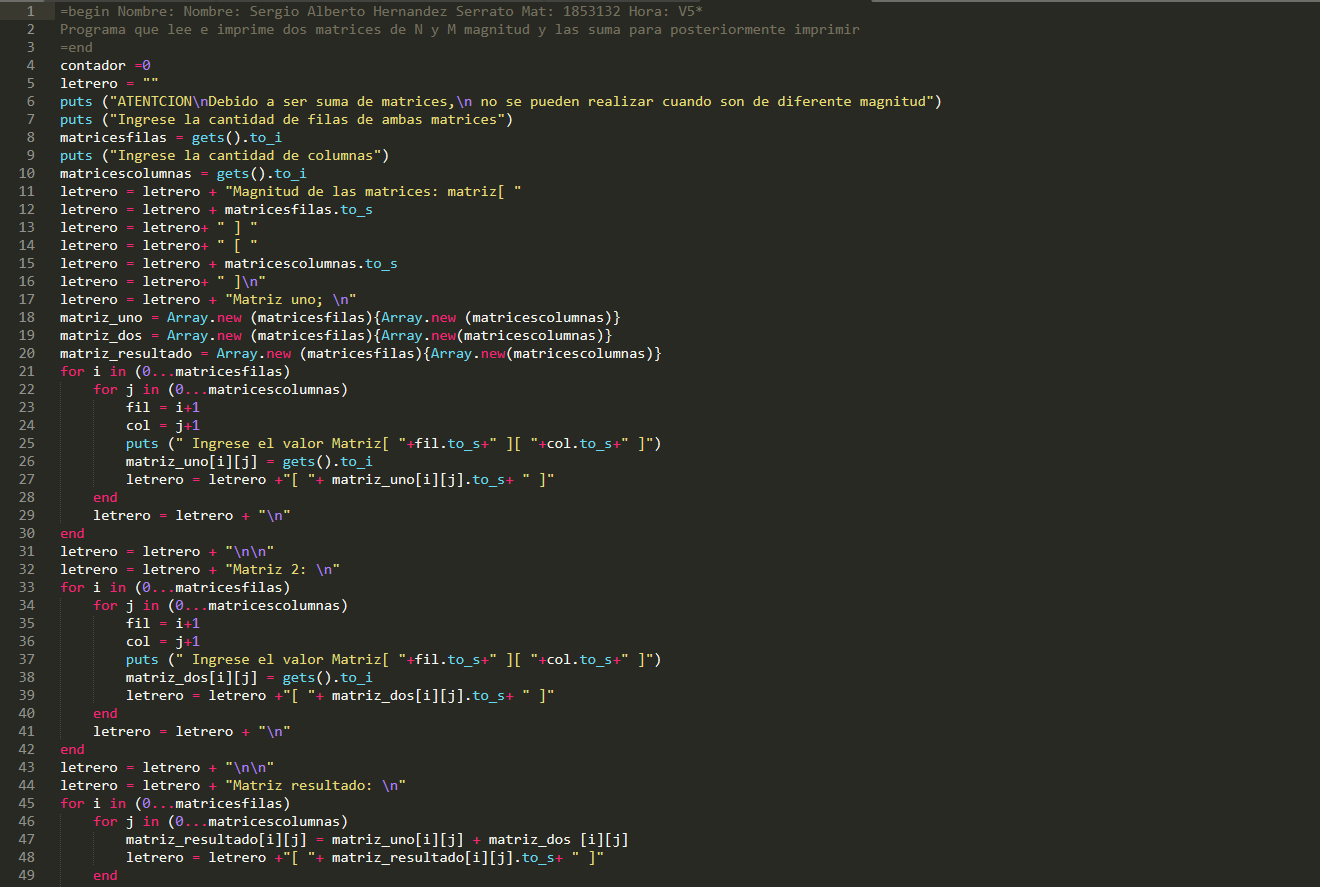 1 =begin Nombre: Nombre: Sergio Alberto Hernandez Serrato Mat: 1853132 Hora: V5*
2 Programa que lee e imprime dos matrices de N y M magnitud y las suma para posteriormente imprimir
3 =end
4 contador =0
5 letrero = ""
6 puts ("ATENTCION\nDebido a ser suma de matrices,\n no se pueden realizar cuando son de diferente magnitud")
7 puts ("Ingrese la cantidad de filas de ambas matrices")
8 matricesfilas = gets().to_i
9 puts ("Ingrese la cantidad de columnas")
10 matricescolumnas = gets().to_i
11 letrero = letrero + "Magnitud de las matrices: matriz[ "
12 letrero = letrero + matricesfilas.to_s
13 letrero = letrero+ " ] "
14 letrero = letrero+ " [ "
15 letrero = letrero + matricescolumnas.to_s
16 letrero = letrero+ " ]\n"
17 letrero = letrero + "Matriz uno; \n"
18 matriz_uno = Array.new (matricesfilas){Array.new (matricescolumnas)}
19 matriz_dos = Array.new (matricesfilas){Array.new(matricescolumnas)}
20 matriz_resultado = Array.new (matricesfilas){Array.new(matricescolumnas)}
21 for i in (0...matricesfilas)
22     for j in (0...matricescolumnas)
23         fil = i+1
24         col = j+1
25         puts (" Ingrese el valor Matriz[ "+fil.to_s+" ][ "+col.to_s+" ]")
26         matriz_uno[i][j] = gets().to_i
27         letrero = letrero +"[ "+ matriz_uno[i][j].to_s+ " ]"
28     end
29     letrero = letrero + "\n"
30 end
31 letrero = letrero + "\n\n"
32 letrero = letrero + "Matriz 2: \n"
33 for i in (0...matricesfilas)
34     for j in (0...matricescolumnas)
35         fil = i+1
36         col = j+1
37         puts (" Ingrese el valor Matriz[ "+fil.to_s+" ][ "+col.to_s+" ]")
38         matriz_dos[i][j] = gets().to_i
39         letrero = letrero +"[ "+ matriz_dos[i][j].to_s+ " ]"
40     end
41     letrero = letrero + "\n"
42 end
43 letrero = letrero + "\n\n"
44 letrero = letrero + "Matriz resultado: \n"
45 for i in (0...matricesfilas)
46     for j in (0...matricescolumnas)
47         matriz_resultado[i][j] = matriz_uno[i][j] + matriz_dos [i][j]
48         letrero = letrero +"[ "+ matriz_resultado[i][j].to_s+ " ]"
49     end